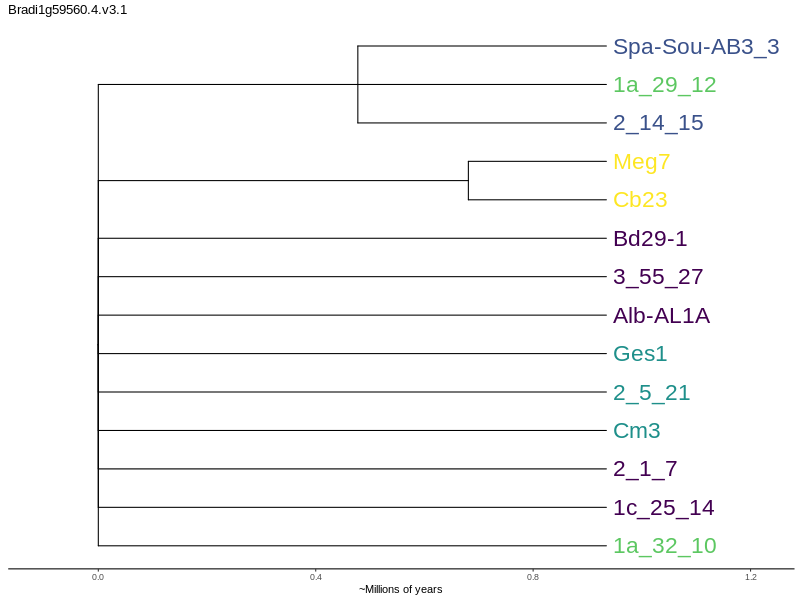 Bradi1g59560.4.v3.1
Spa-Sou-AB3_3
1a_29_12
2_14_15
Meg7
Cb23
Bd29-1
3_55_27
Alb-AL1A
Ges1
2_5_21
Cm3
2_1_7
1c_25_14
1a_32_10
0.0 0.4 0.8 1.2
~Millions of years